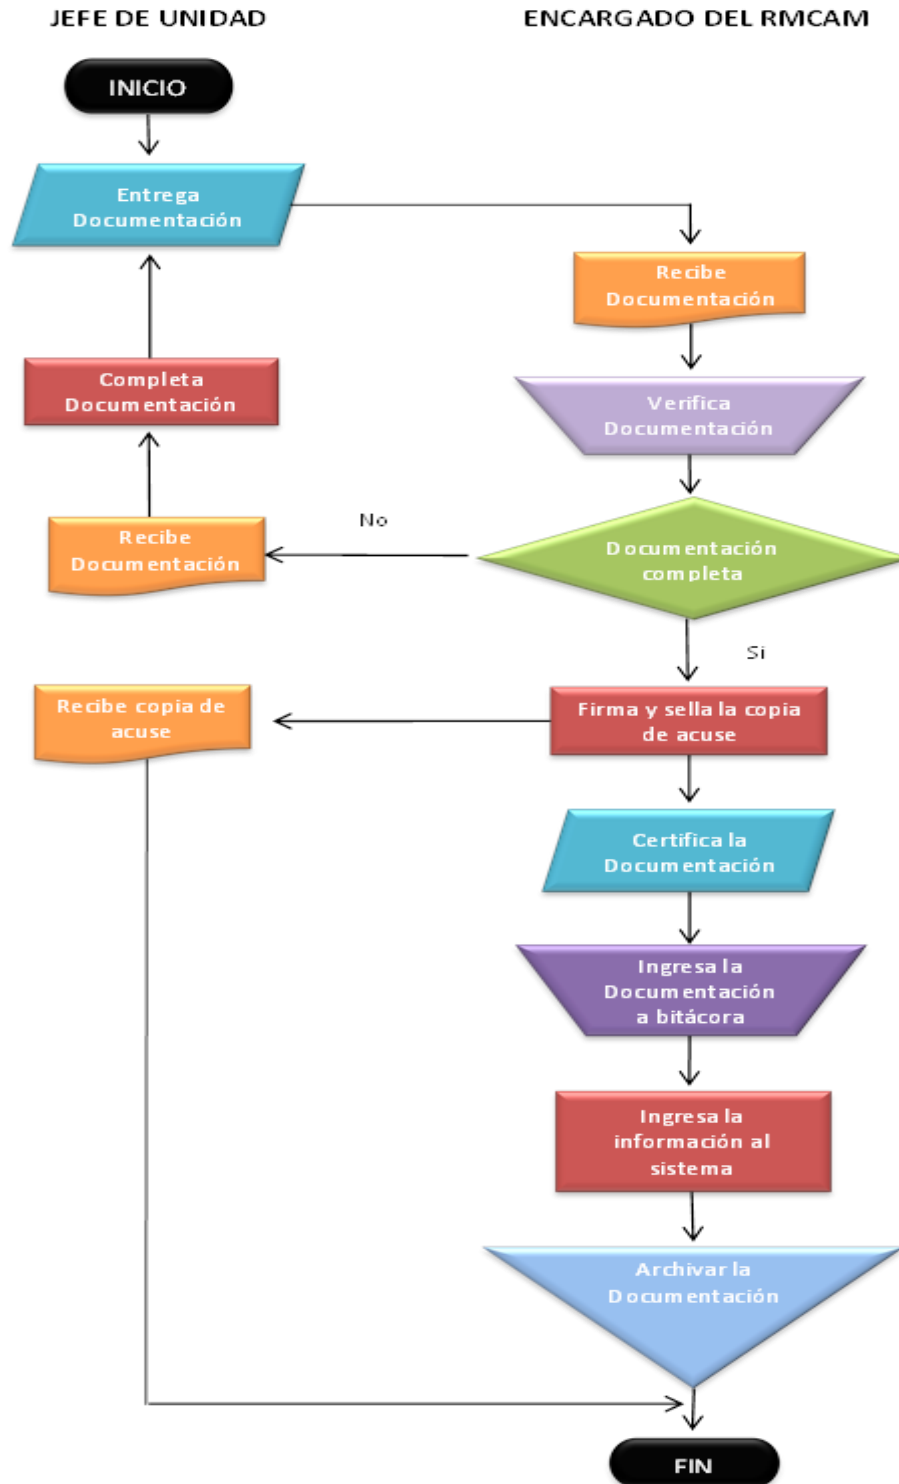 JEFE DE UNIDAD
ENCARGADO DEL RMCAM
INICIO
Entrega
Documentación
Recibe
Documentación
Completa
Documentación
Verifica
Documentación
No
Recibe
Documentación
Documentación
completa
Si
Recibe copia de
acuse
Firma y sella la copia
de acuse
Certifica la
Documentación
Ingresa la
Documentación
a bitácora
Ingresa la
información al
sistema
Archivar la
Documentación
FIN